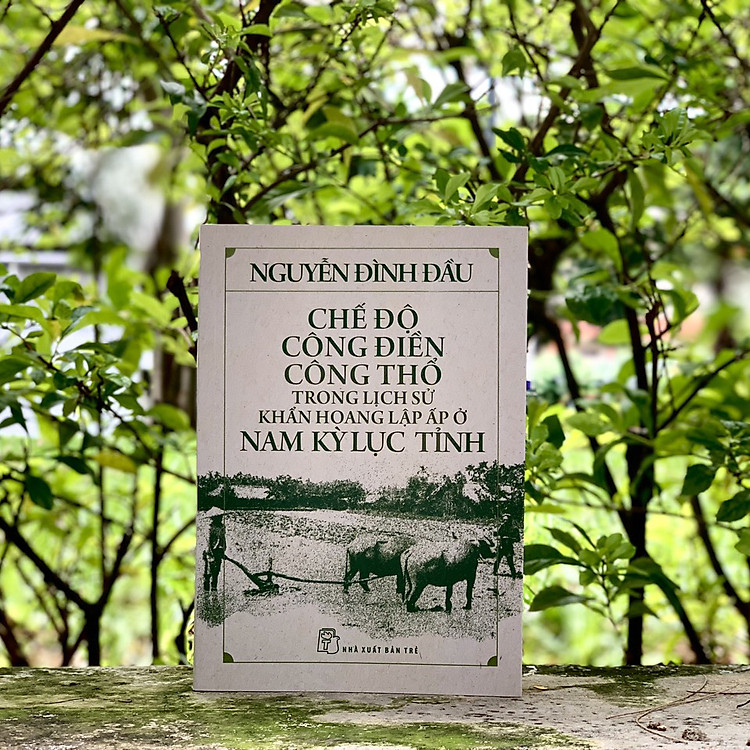 NGUYỄN ĐÌNH ĐẦU
CHẾ ĐỘ
CÔNG ĐIỀN
CÔNG THỔ
TRONG LỊCH SỬ
KHẨN HOANG LẬP ẤP Ở
NAM KỲ LỤC TỈNH
NHÀ XUẤT BẢN TRẺ